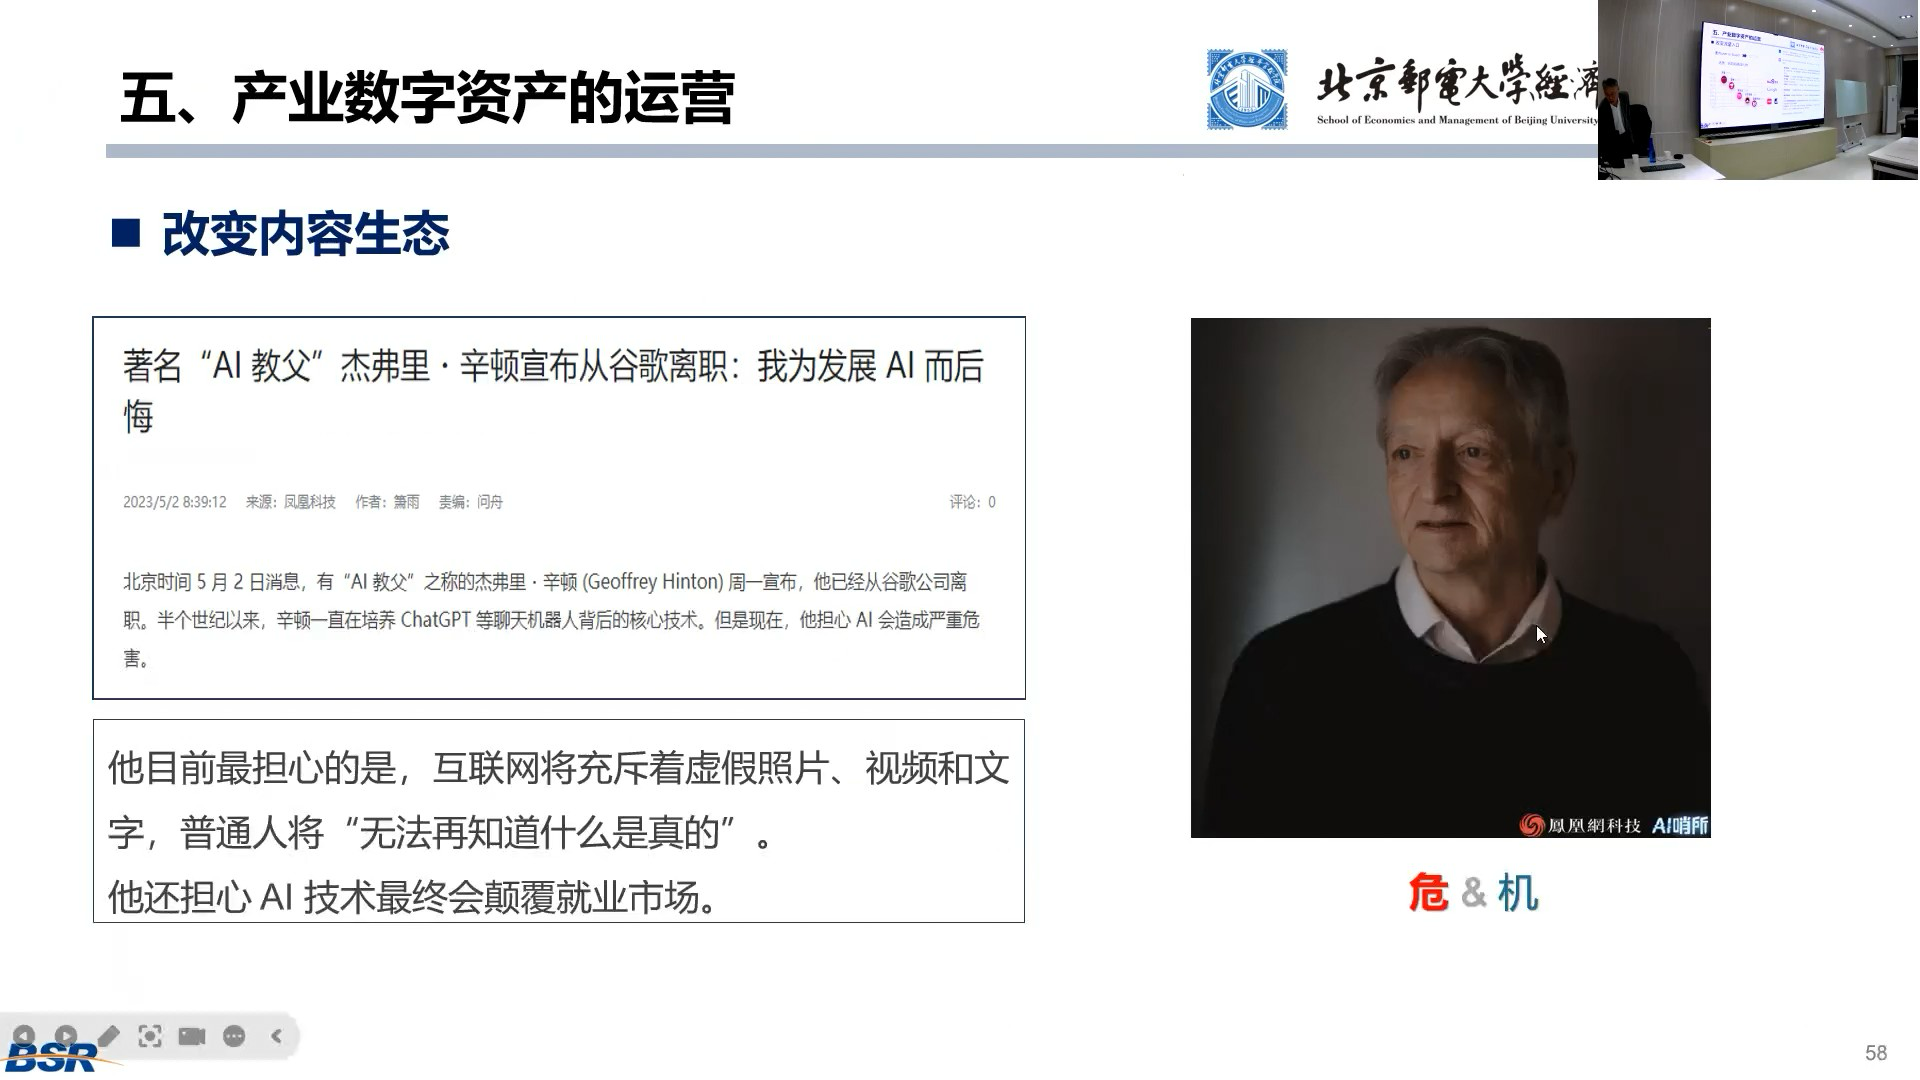 五、产业数字资产的运营
北京郵電大学經濟
School of Economics and Management of Beijing University
■ 改变内容生态
著名“AI 教父”杰弗里·辛顿宣布从谷歌离职：我为发展 AI 而后
悔
2023/5/2 8:39:12 来源：凤凰科技 作者：箫雨 责编：问舟 评论：0
北京时间 5 月 2 日消息，有“AI 教父”之称的杰弗里·辛顿 (Geoffrey Hinton) 周一宣布，他已经从谷歌公司离
职。半个世纪以来，辛顿一直在培养 ChatGPT 等聊天机器人背后的核心技术。但是现在，他担心 AI 会造成严重危
害。
他目前最担心的是，互联网将充斥着虚假照片、视频和文
字，普通人将“无法再知道什么是真的”。
他还担心 AI 技术最终会颠覆就业市场。
鳳凰網科技 AI哨所
危 & 机
BSR
58